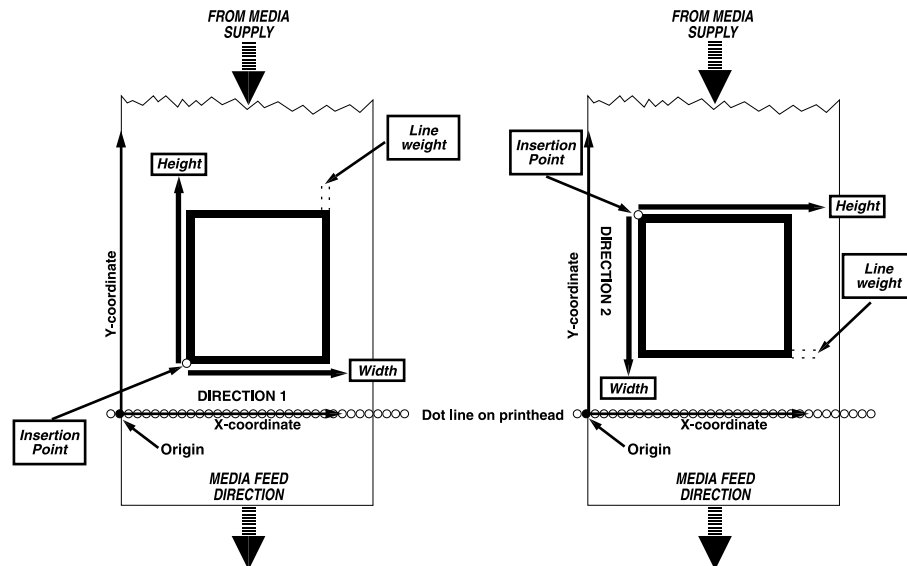 FROM MEDIA
SUPPLY
Line
weight
Height
Y-coordinate
Width
DIRECTION 1
X-coordinate
Insertion
Point
Origin
MEDIA FEED
DIRECTION
Dot line on printhead
FROM MEDIA
SUPPLY
Insertion
Point
Height
DIRECTION 2
Line
weight
Y-coordinate
Width
X-coordinate
Origin
MEDIA FEED
DIRECTION